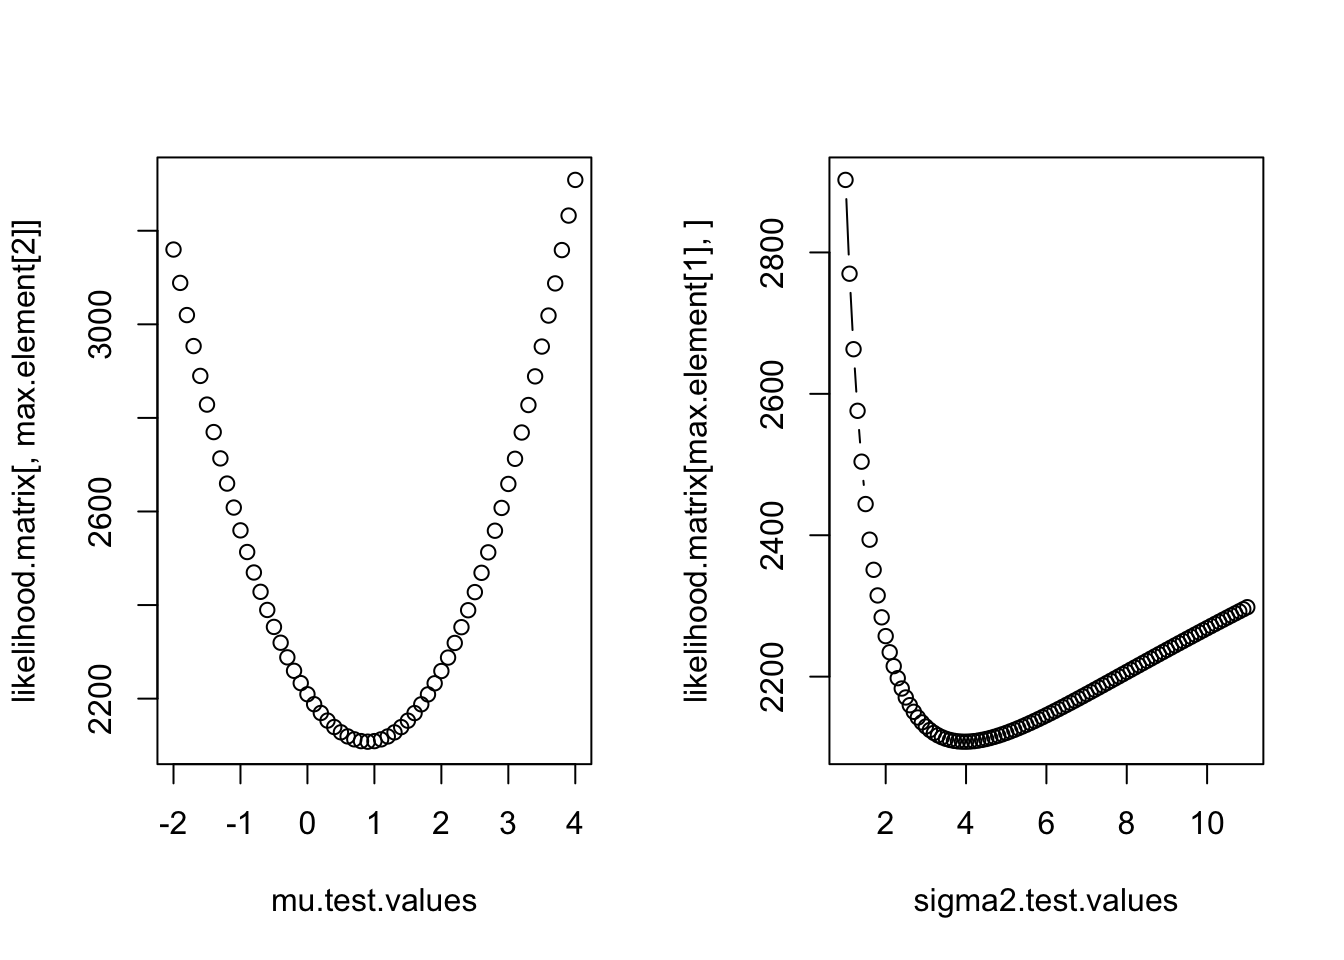 likelihood.matrix[, max.element[2]]
3000
2600
2200
-2 -1 0 1 2 3 4
mu.test.values
likelihood.matrix[max.element[1], ]
2800
2600
2400
2200
2 4 6 8 10
sigma2.test.values